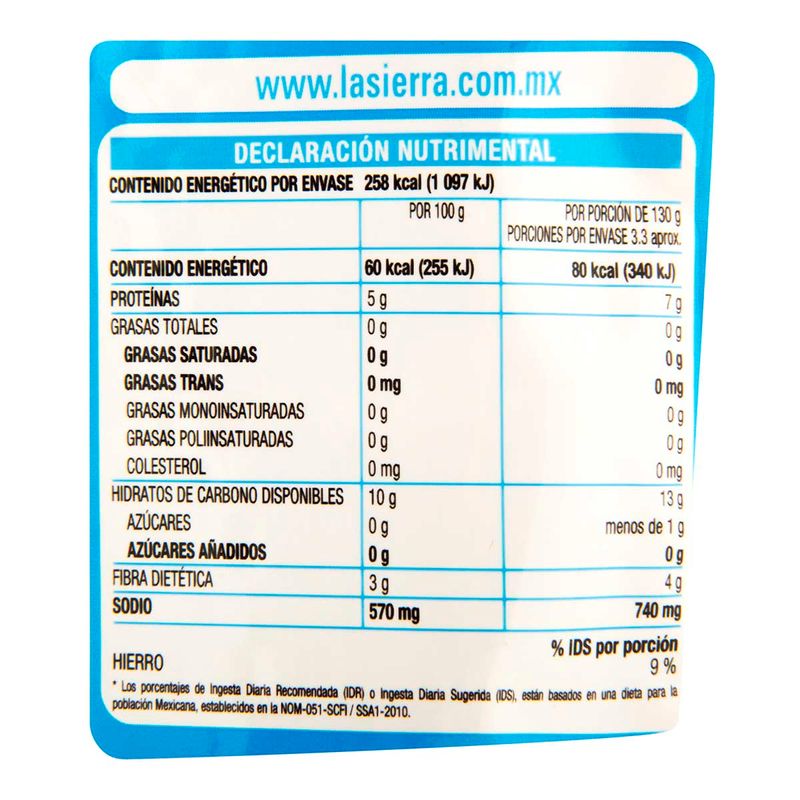 www.lasierra.com.mx
DECLARACIÓN NUTRIMENTAL
CONTENIDO ENERGÉTICO POR ENVASE 258 kcal (1 097 kJ)
POR 100 g POR PORCIÓN DE 130 g
PORCIONES POR ENVASE 3.3 aprox.
CONTENIDO ENERGÉTICO 60 kcal (255 kJ) 80 kcal (340 kJ)
PROTEÍNAS 5 g 7 g
GRASAS TOTALES 0 g 0 g
GRASAS SATURADAS 0 g 0 g
GRASAS TRANS 0 mg 0 mg
GRASAS MONOINSATURADAS 0 g 0 g
GRASAS POLIINSATURADAS 0 g 0 g
COLESTEROL 0 mg 0 mg
HIDRATOS DE CARBONO DISPONIBLES 10 g 13 g
AZÚCARES 0 g menos de 1 g
AZÚCARES AÑADIDOS 0 g 0 g
FIBRA DIETÉTICA 3 g 4 g
SODIO 570 mg 740 mg
% IDS por porción
HIERRO 9 %
* Los porcentajes de Ingesta Diaria Recomendada (IDR) o Ingesta Diaria Sugerida (IDS), están basados en una dieta para la
población Mexicana, establecidos en la NOM-051-SCFI / SSA1-2010.